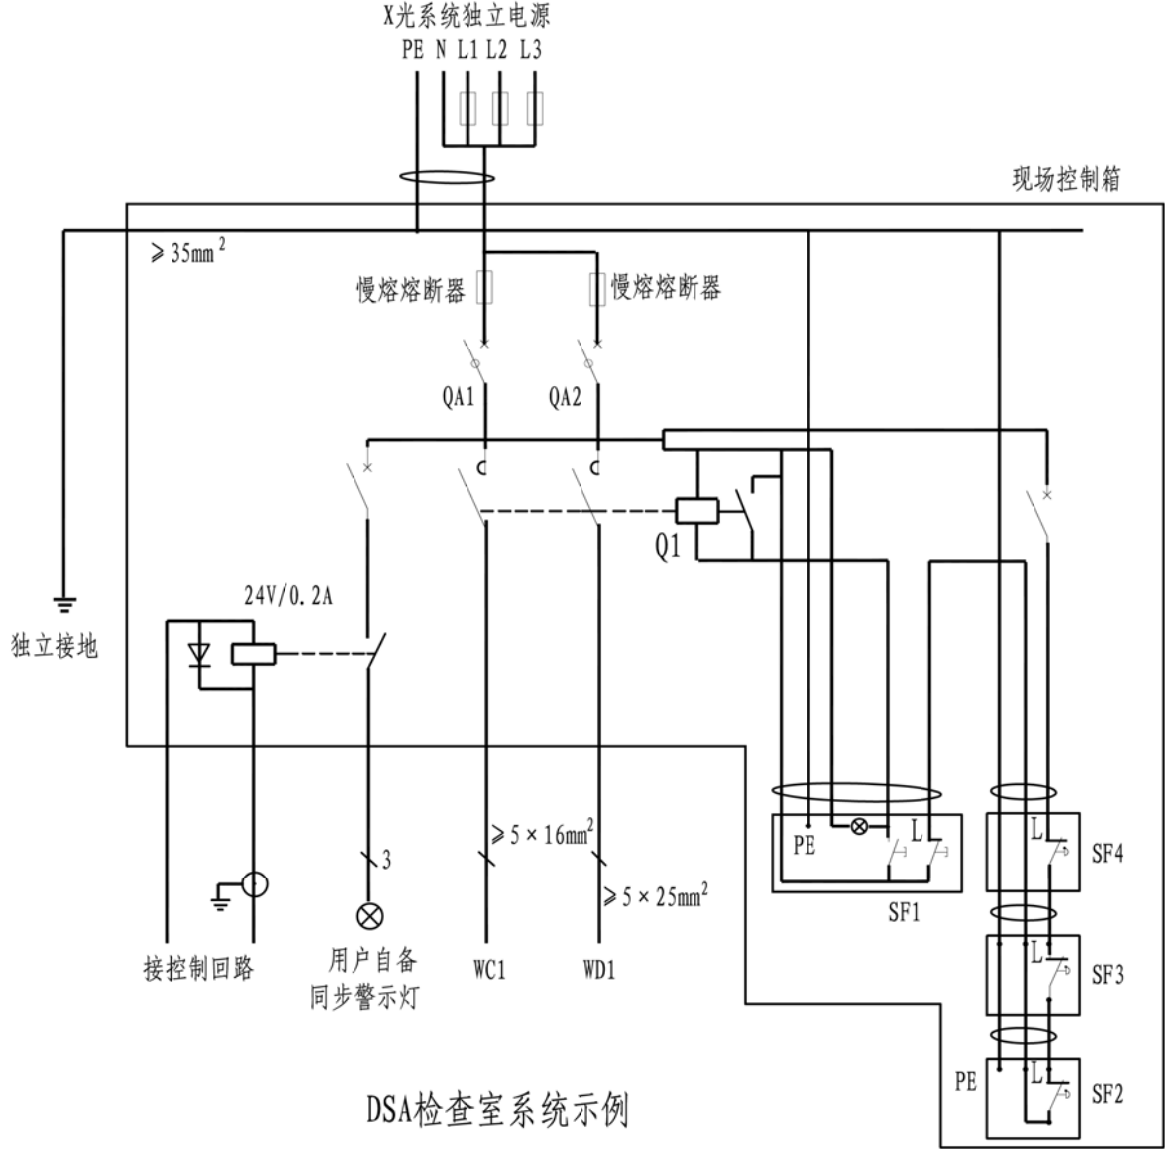 X光系统独立电源
PE N L1 L2 L3
现场控制箱
≥35mm²
慢熔熔断器
慢熔熔断器
QA1
QA2
Q1
24V/0.2A
独立接地
≥5×16mm²
PE
L
L
SF4
3
≥5×25mm²
SF1
接控制回路
用户自备
同步警示灯
WC1
WD1
L
SF3
PE
L
SF2
DSA检查室系统示例